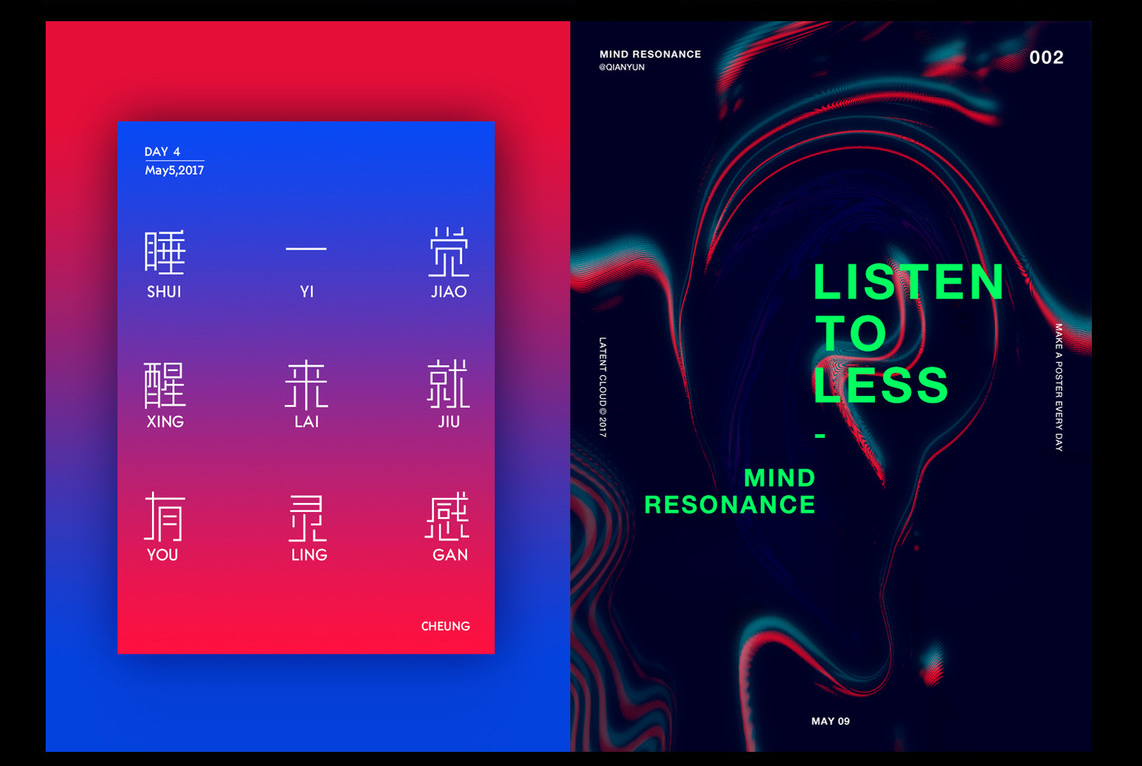 DAY 4
May5,2017
睡 一 觉
SHUI YI JIAO
醒 来 就
XING LAI JIU
有 灵 感
YOU LING GAN
CHEUNG
MIND RESONANCE
@QIANYUN
002
LISTEN
TO
LESS
-
MIND
RESONANCE
LATENT CLOUD © 2017
MAKE A POSTER EVERY DAY
MAY 09